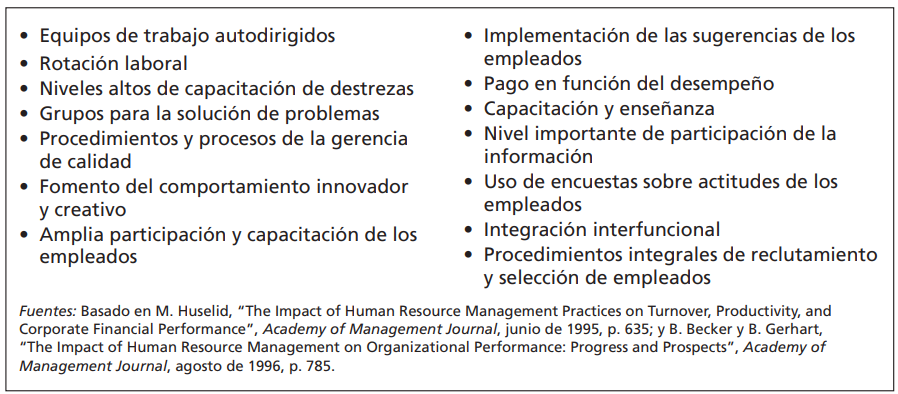 • Equipos de trabajo autodirigidos
• Rotación laboral
• Niveles altos de capacitación de destrezas
• Grupos para la solución de problemas
• Procedimientos y procesos de la gerencia
de calidad
• Fomento del comportamiento innovador
y creativo
• Amplia participación y capacitación de los
empleados
• Implementación de las sugerencias de los
empleados
• Pago en función del desempeño
• Capacitación y enseñanza
• Nivel importante de participación de la
información
• Uso de encuestas sobre actitudes de los
empleados
• Integración interfuncional
• Procedimientos integrales de reclutamiento
y selección de empleados
Fuentes: Basado en M. Huselid, “The Impact of Human Resource Management Practices on Turnover, Productivity, and
Corporate Financial Performance”, Academy of Management Journal, junio de 1995, p. 635; y B. Becker y B. Gerhart,
“The Impact of Human Resource Management on Organizational Performance: Progress and Prospects”, Academy of
Management Journal, agosto de 1996, p. 785.